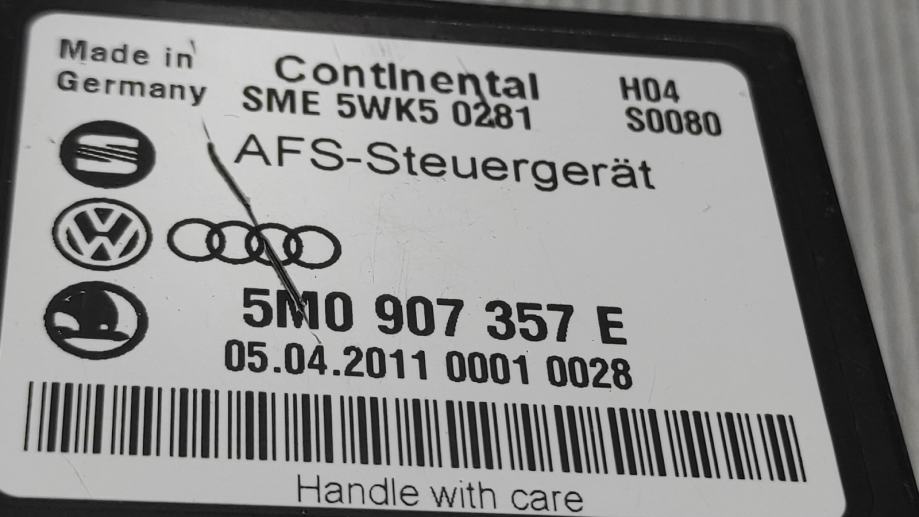 Made in
Germany
Continental
SME 5WK5 0281
H04
S0080
AFS-Steuergerät
5M0 907 357 E
05.04.2011 0001 0028
Handle with care